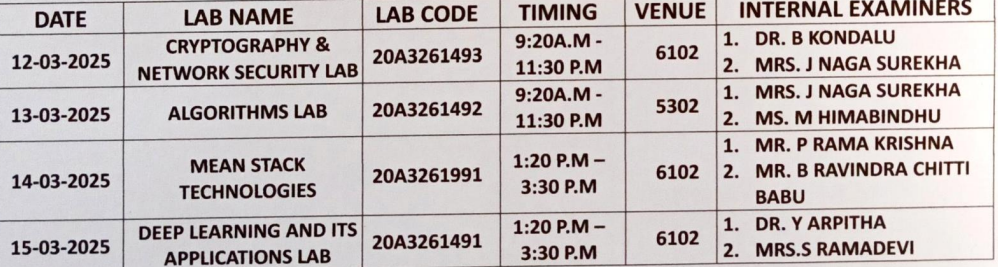 DATE LAB NAME LAB CODE TIMING VENUE INTERNAL EXAMINERS
12-03-2025 CRYPTOGRAPHY & NETWORK SECURITY LAB 20A3261493 9:20A.M - 11:30 P.M 6102 1. DR. B KONDALU
2. MRS. J NAGA SUREKHA
13-03-2025 ALGORITHMS LAB 20A3261492 9:20A.M - 11:30 P.M 5302 1. MRS. J NAGA SUREKHA
2. MS. M HIMABINDHU
14-03-2025 MEAN STACK TECHNOLOGIES 20A3261991 1:20 P.M – 3:30 P.M 6102 1. MR. P RAMA KRISHNA
2. MR. B RAVINDRA CHITTI
BABU
15-03-2025 DEEP LEARNING AND ITS APPLICATIONS LAB 20A3261491 1:20 P.M – 3:30 P.M 6102 1. DR. Y ARPITHA
2. MRS.S RAMADEVI